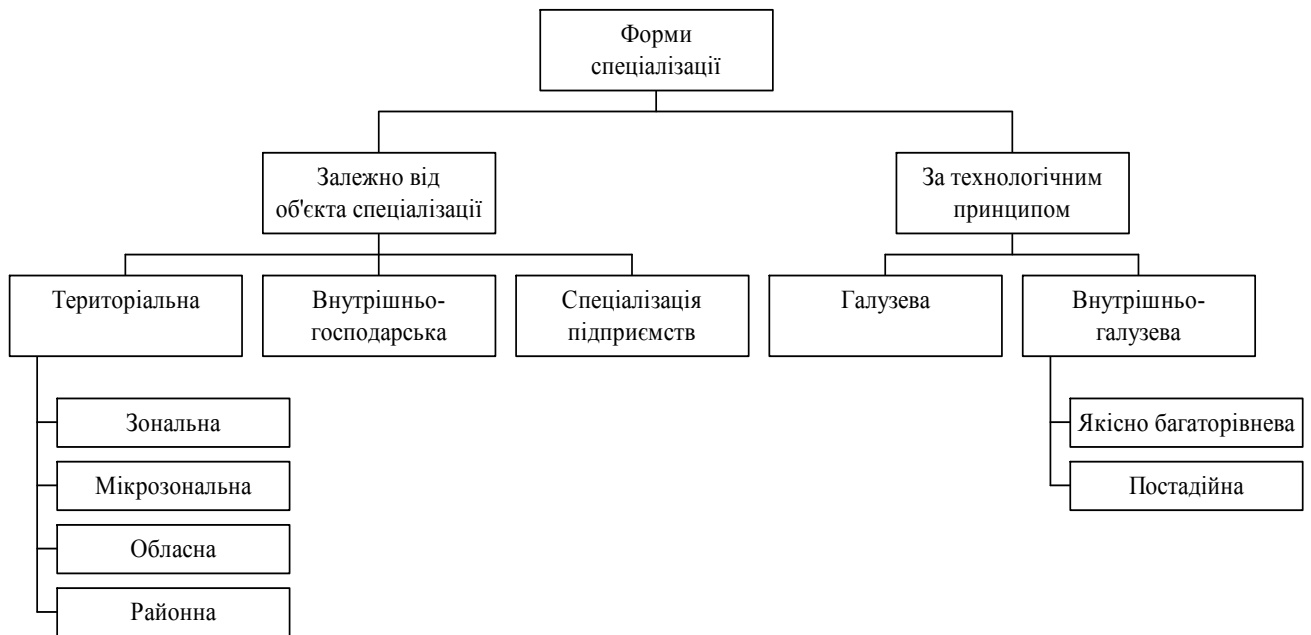 Форми
спеціалізації
Залежно від
об'єкта спеціалізації
За технологічним
принципом
Територіальна
Внутрішньо-
господарська
Спеціалізація
підприємств
Галузева
Внутрішньо-
галузева
Зональна
Мікрозональна
Обласна
Районна
Якісно багаторівнева
Постадійна